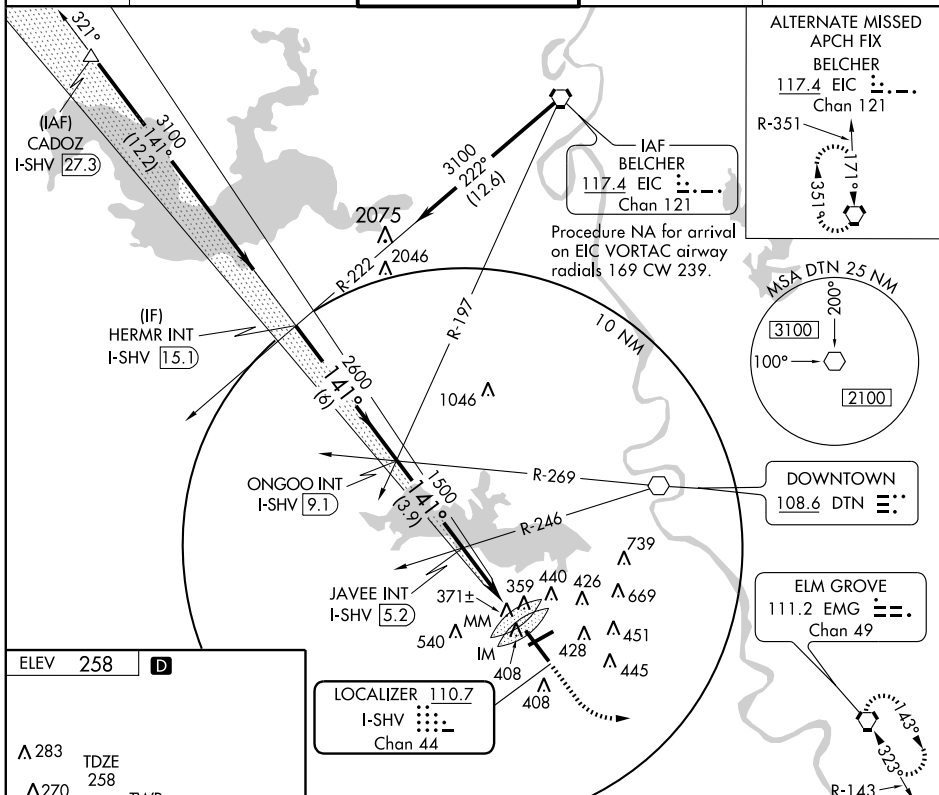 321°
(IAF)
CADOZ
I-SHV 27.3
3100
141°
(12.2)
3100
222°
(12.6)
IAF
BELCHER
117.4 EIC
Chan 121
Procedure NA for arrival
on EIC VORTAC airway
radials 169 CW 239.
ALTERNATE MISSED
APCH FIX
BELCHER
117.4 EIC
Chan 121
R-351
171°
351°
2075
2046
R-222
R-197
10 NM
MSA DTN 25 NM
200°
3100
100°
2100
(IF)
HERMR INT
I-SHV 15.1
2600
141°
(6)
1046
ONGOO INT
I-SHV 9.1
1500
141°
(3.9)
R-269
R-246
DOWNTOWN
108.6 DTN
JAVEE INT
I-SHV 5.2
371±
359
440
426
739
669
MM
540
IM
408
428
451
445
408
ELM GROVE
111.2 EMG
Chan 49
143°
323°
R-143
LOCALIZER 110.7
I-SHV
Chan 44
ELEV 258 D
283
TDZE
258
270